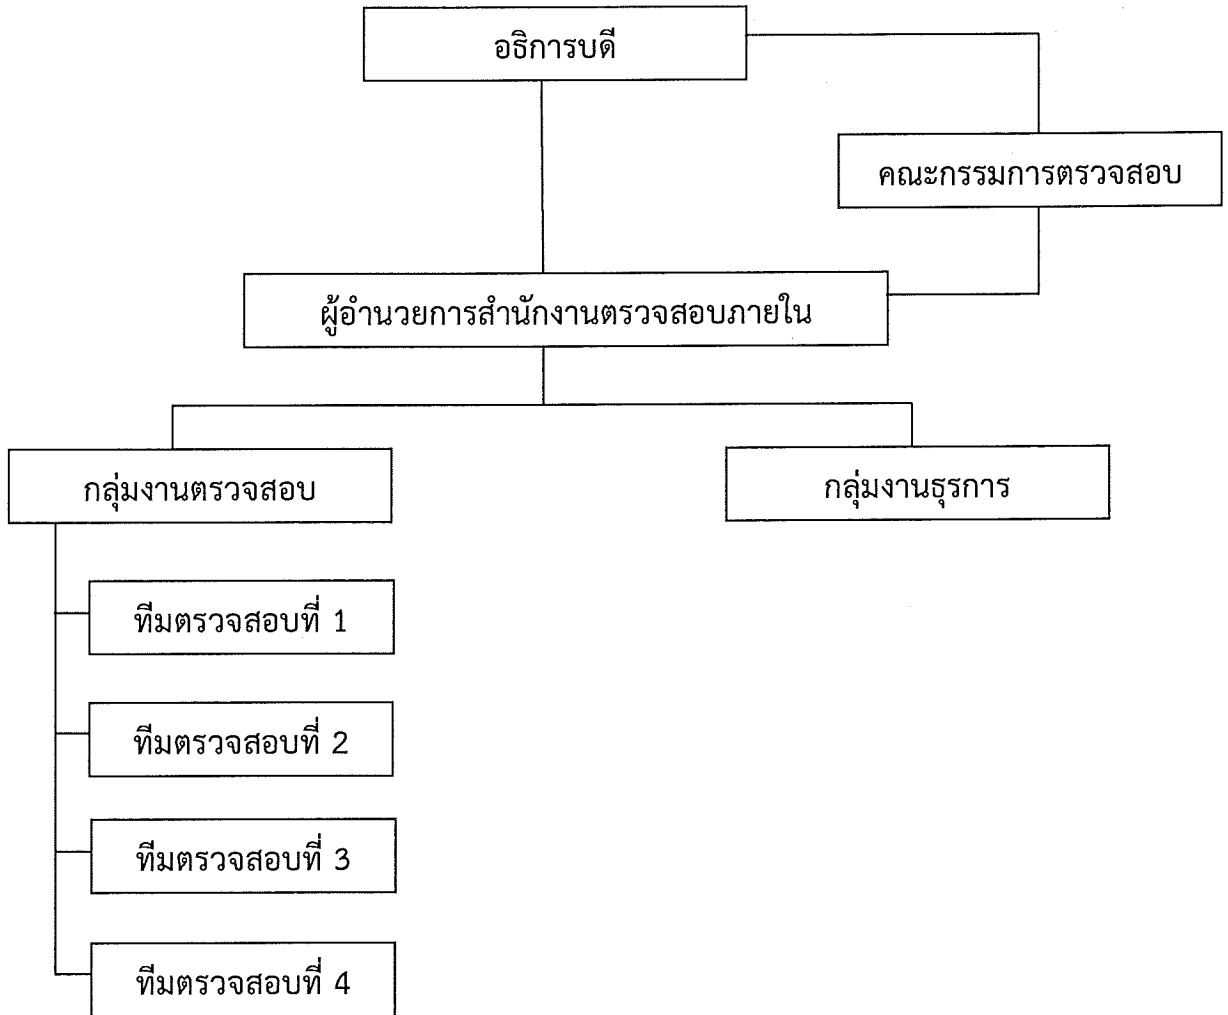 อธิการบดี
คณะกรรมการตรวจสอบ
ผู้อำนวยการสำนักงานตรวจสอบภายใน
กลุ่มงานตรวจสอบ
กลุ่มงานธุรการ
ทีมตรวจสอบที่ 1
ทีมตรวจสอบที่ 2
ทีมตรวจสอบที่ 3
ทีมตรวจสอบที่ 4